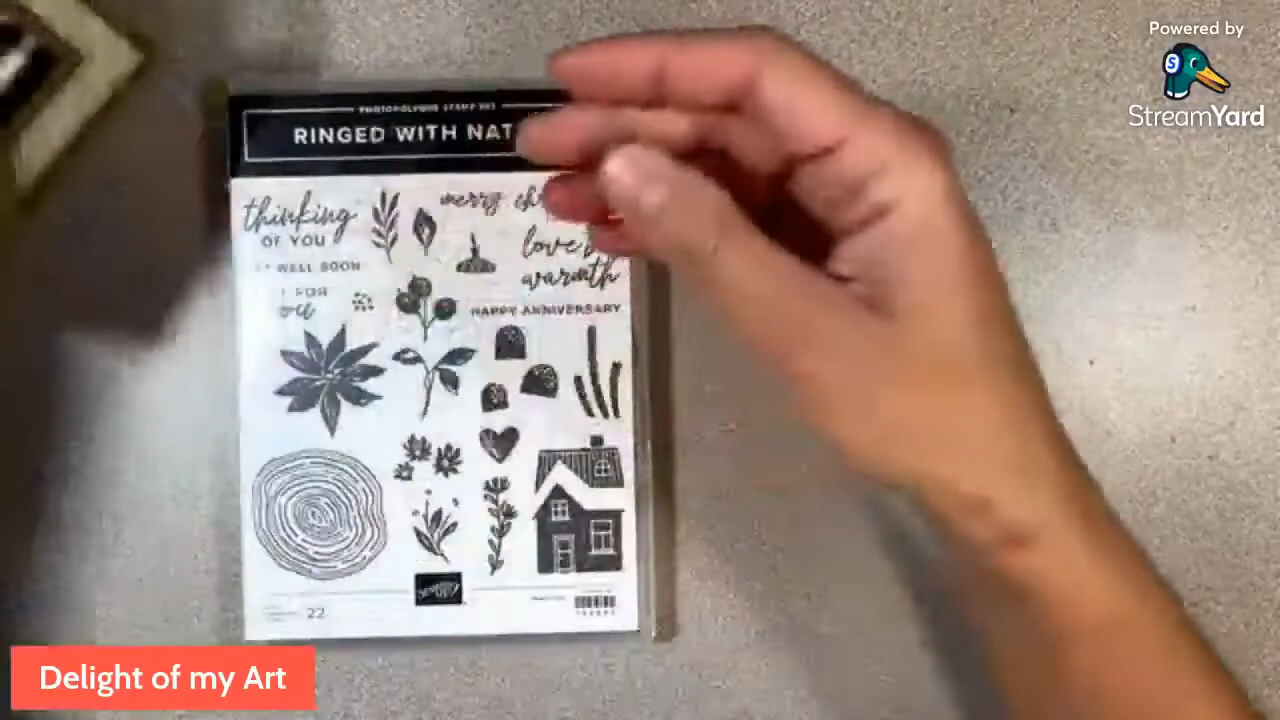 Powered by
StreamYard
PHOTOPOLYMER STAMP SET
RINGED WITH NAT
thinking
OF YOU
merry
love
warmth
WELL SOON
FOR
HAPPY ANNIVERSARY
22
Delight of my Art